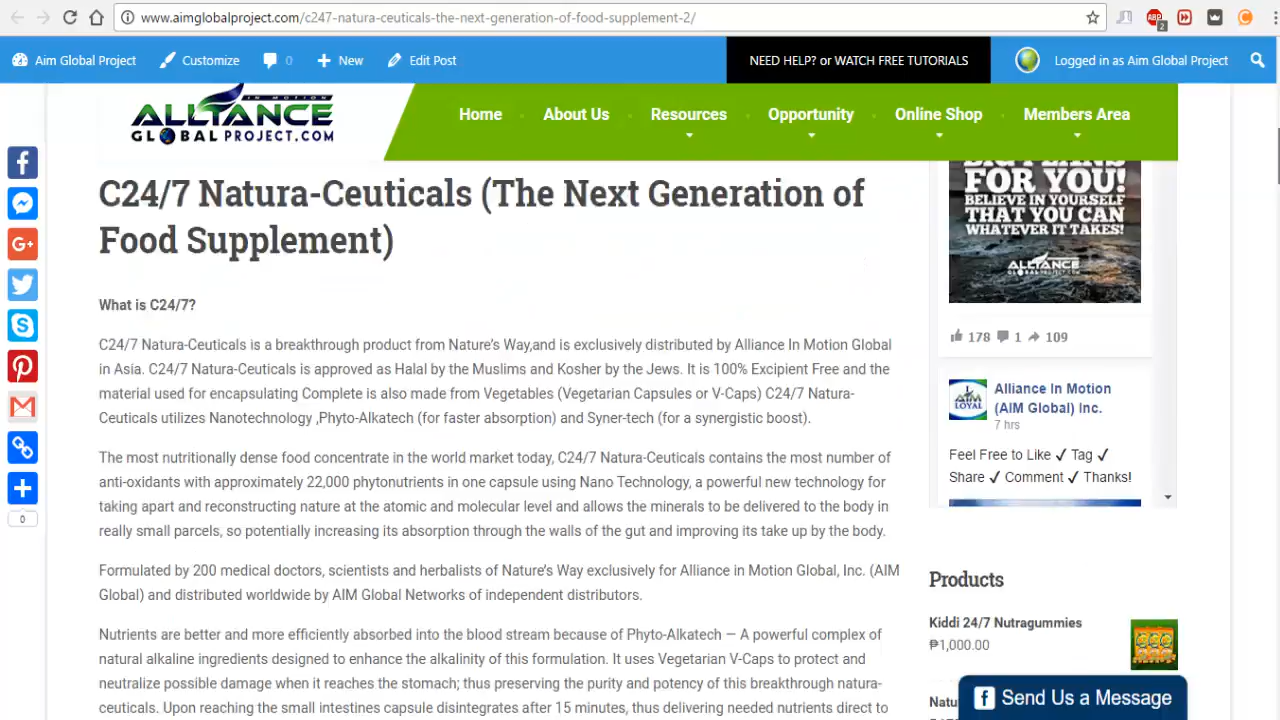 www.aimglobalproject.com/c247-natura-ceuticals-the-next-generation-of-food-supplement-2/
ABP
2
Aim Global Project
Customize
0
New
Edit Post
NEED HELP? or WATCH FREE TUTORIALS
Logged in as Aim Global Project
IN MOTION
ALLIANCE
GLOBALPROJECT.COM
Home
About Us
Resources
Opportunity
Online Shop
Members Area
C24/7 Natura-Ceuticals (The Next Generation of
Food Supplement)
What is C24/7?
C24/7 Natura-Ceuticals is a breakthrough product from Nature's Way,and is exclusively distributed by Alliance In Motion Global
in Asia. C24/7 Natura-Ceuticals is approved as Halal by the Muslims and Kosher by the Jews. It is 100% Excipient Free and the
material used for encapsulating Complete is also made from Vegetables (Vegetarian Capsules or V-Caps) C24/7 Natura-
Ceuticals utilizes Nanotechnology ,Phyto-Alkatech (for faster absorption) and Syner-tech (for a synergistic boost).
The most nutritionally dense food concentrate in the world market today, C24/7 Natura-Ceuticals contains the most number of
anti-oxidants with approximately 22,000 phytonutrients in one capsule using Nano Technology, a powerful new technology for
taking apart and reconstructing nature at the atomic and molecular level and allows the minerals to be delivered to the body in
really small parcels, so potentially increasing its absorption through the walls of the gut and improving its take up by the body.
Formulated by 200 medical doctors, scientists and herbalists of Nature's Way exclusively for Alliance in Motion Global, Inc. (AIM
Global) and distributed worldwide by AIM Global Networks of independent distributors.
Nutrients are better and more efficiently absorbed into the blood stream because of Phyto-Alkatech — A powerful complex of
natural alkaline ingredients designed to enhance the alkalinity of this formulation. It uses Vegetarian V-Caps to protect and
neutralize possible damage when it reaches the stomach; thus preserving the purity and potency of this breakthrough natura-
ceuticals. Upon reaching the small intestines capsule disintegrates after 15 minutes, thus delivering needed nutrients direct to
0
BIG PLANS
FOR YOU!
BELIEVE IN YOURSELF
THAT YOU CAN
WHATEVER IT TAKES!
ALLIANCE
GLOBALPROJECT.COM
178 1 109
AIM
LOYAL
Alliance In Motion
(AIM Global) Inc.
7 hrs
Feel Free to Like ✓ Tag ✓
Share ✓ Comment ✓ Thanks!
Products
Kiddi 24/7 Nutragummies
₱1,000.00
Natu
Send Us a Message